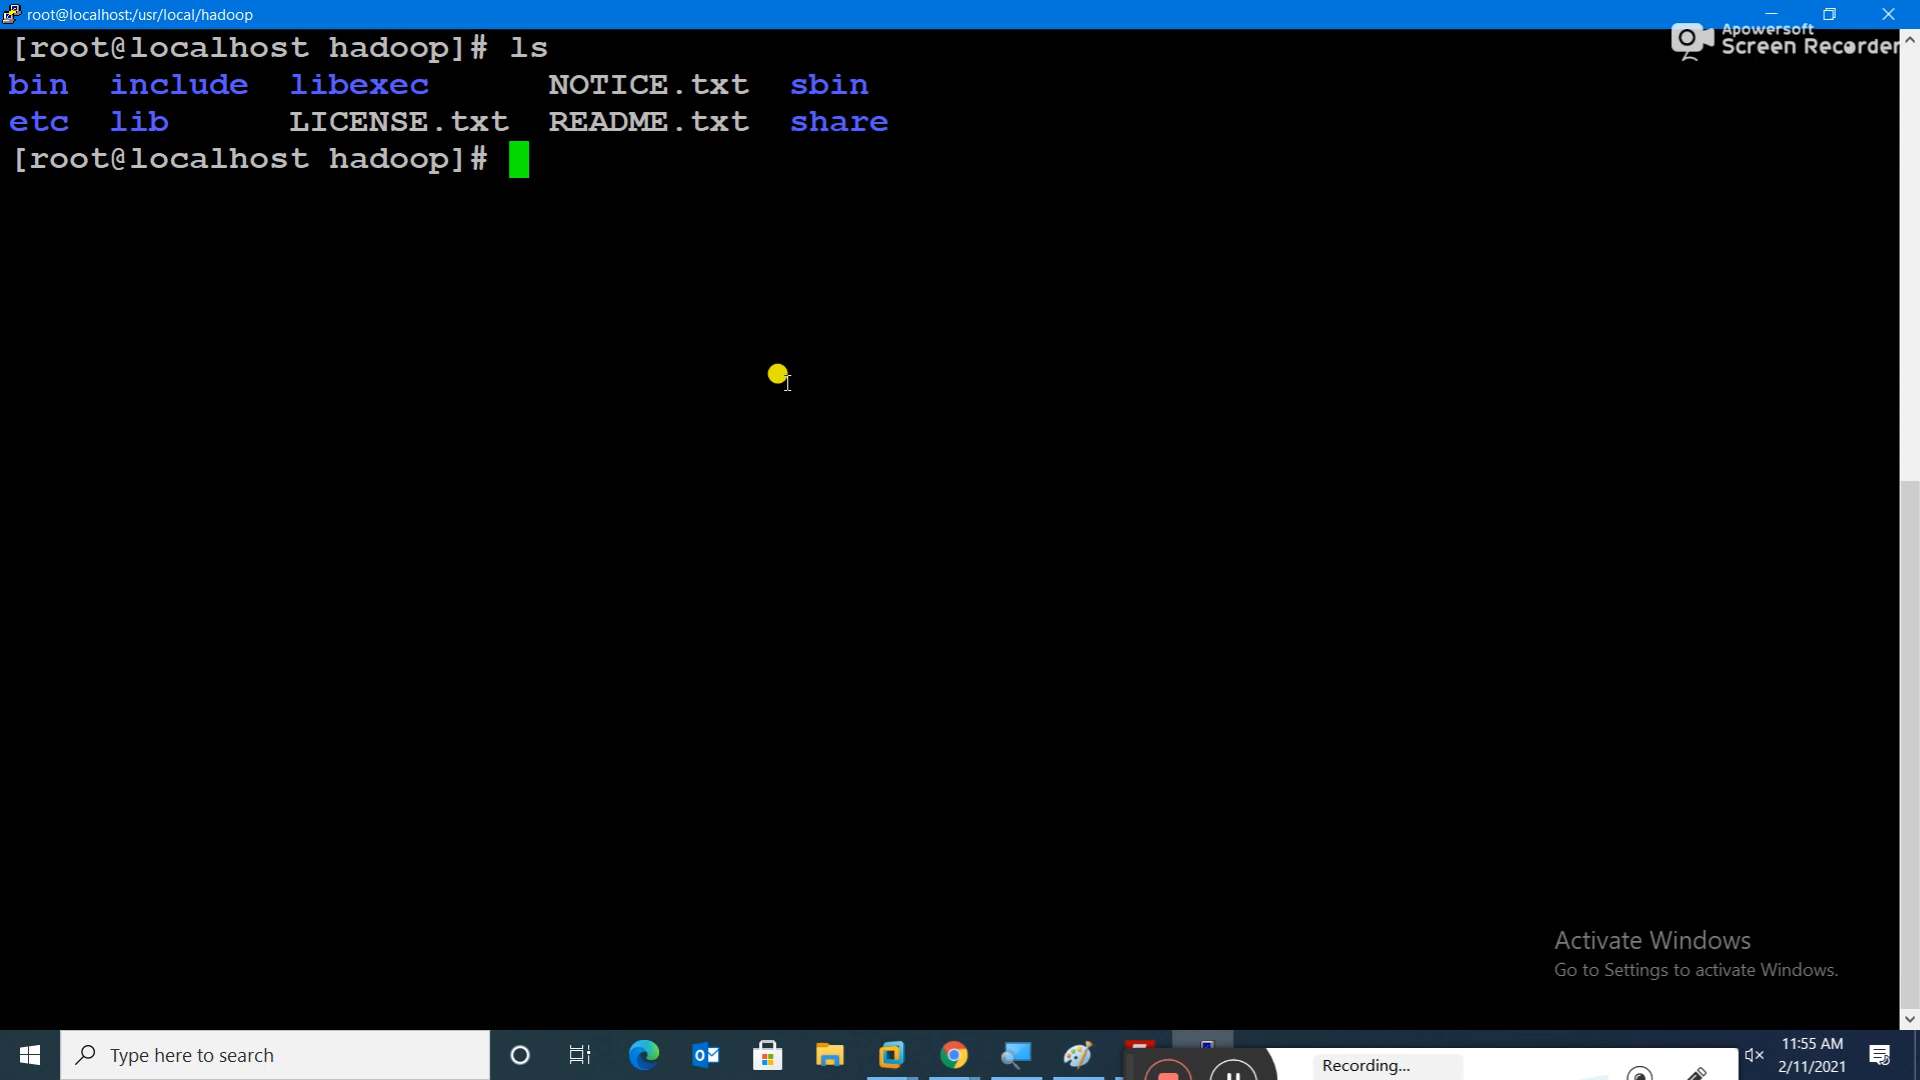 root@localhost:/usr/local/hadoop
Apowersoft
Screen Recorder
[root@localhost hadoop]# ls
bin  include  libexec      NOTICE.txt  sbin
etc  lib      LICENSE.txt  README.txt  share
[root@localhost hadoop]#
Activate Windows
Go to Settings to activate Windows.
Type here to search
Recording...
11:55 AM
2/11/2021